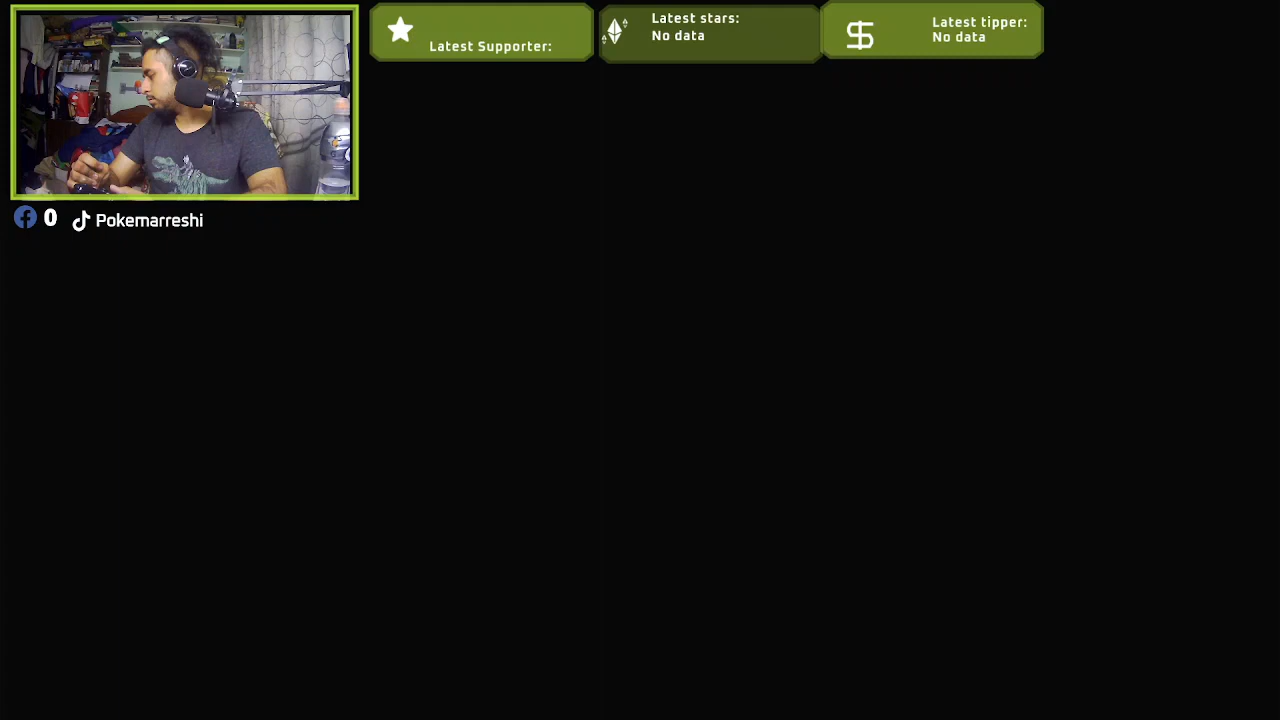 Latest Supporter:
Latest stars:
No data
Latest tipper:
No data
0
Pokemarreshi